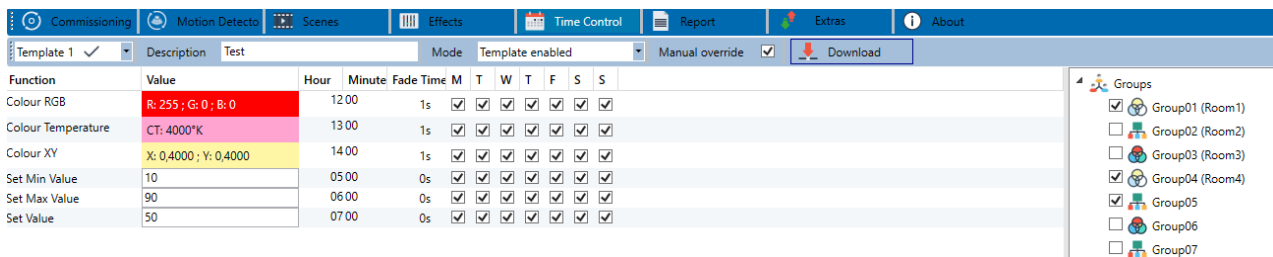 Commissioning Motion Detecto Scenes Effects Time Control Report Extras About
Template 1 Description Test Mode Template enabled Manual override Download
Function Value Hour Minute Fade Time M T W T F S S
Colour RGB R: 255 ; G: 0 ; B: 0 12 00 1s
Colour Temperature CT: 4000°K 13 00 1s
Colour XY X: 0,4000 ; Y: 0,4000 14 00 1s
Set Min Value 10 05 00 0s
Set Max Value 90 06 00 0s
Set Value 50 07 00 0s
Groups
Group01 (Room1)
Group02 (Room2)
Group03 (Room3)
Group04 (Room4)
Group05
Group06
Group07